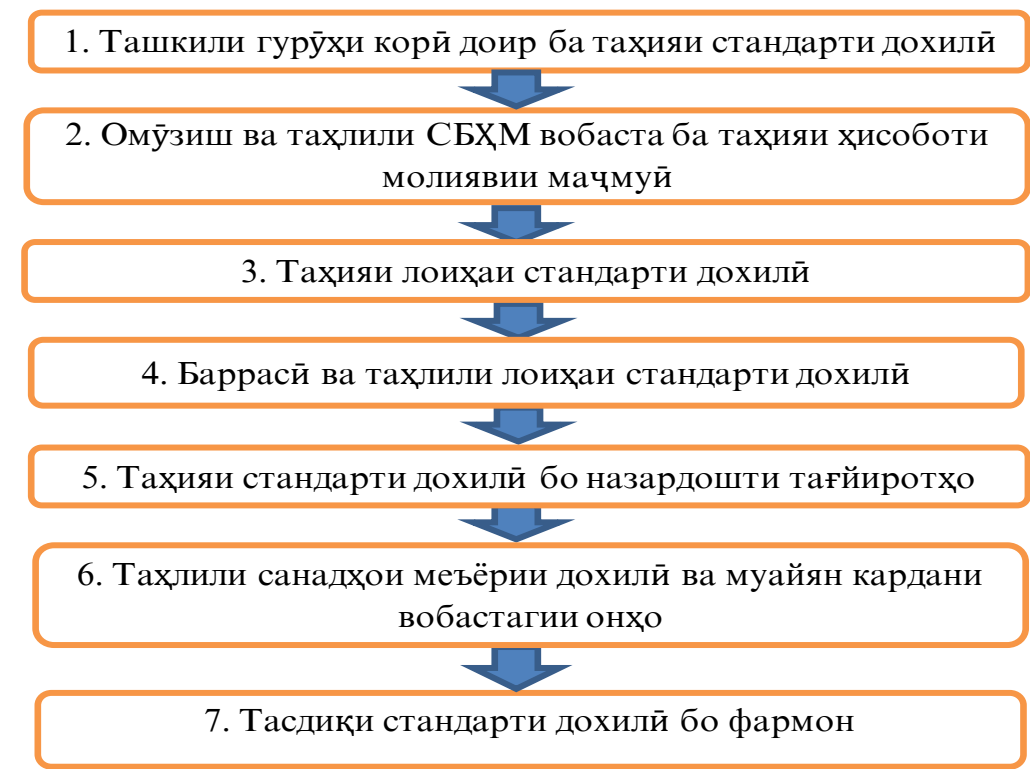 1. Ташкили гурӯҳи корӣ доир ба таҳияи стандарти дохилӣ
2. Омӯзиш ва таҳлили СБҲМ вобаста ба таҳияи ҳисоботи
молиявии маҷмуӣ
3. Таҳияи лоиҳаи стандарти дохилӣ
4. Баррасӣ ва таҳлили лоиҳаи стандарти дохилӣ
5. Таҳияи стандарти дохилӣ бо назардошти тағйиротҳо
6. Таҳлили санадҳои меъёрии дохилӣ ва муайян кардани
вобастагии онҳо
7. Тасдиқи стандарти дохилӣ бо фармон